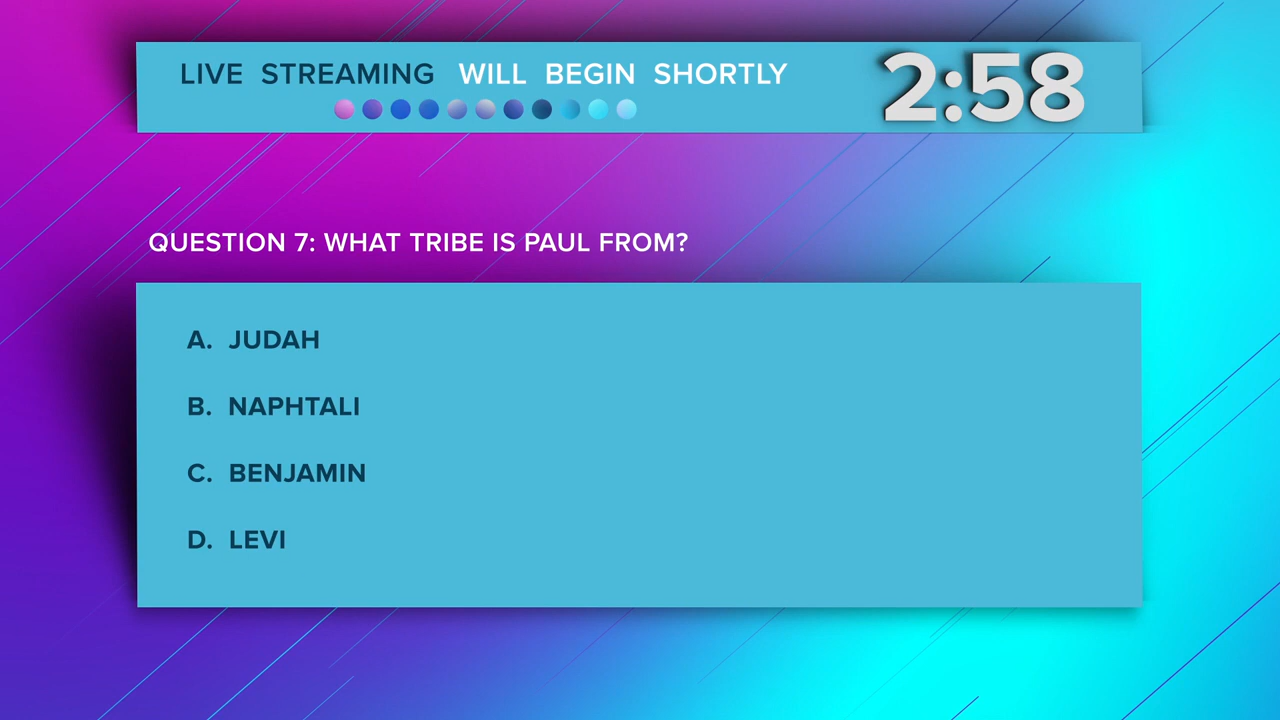 LIVE STREAMING WILL BEGIN SHORTLY
2:58
QUESTION 7: WHAT TRIBE IS PAUL FROM?
A. JUDAH
B. NAPHTALI
C. BENJAMIN
D. LEVI